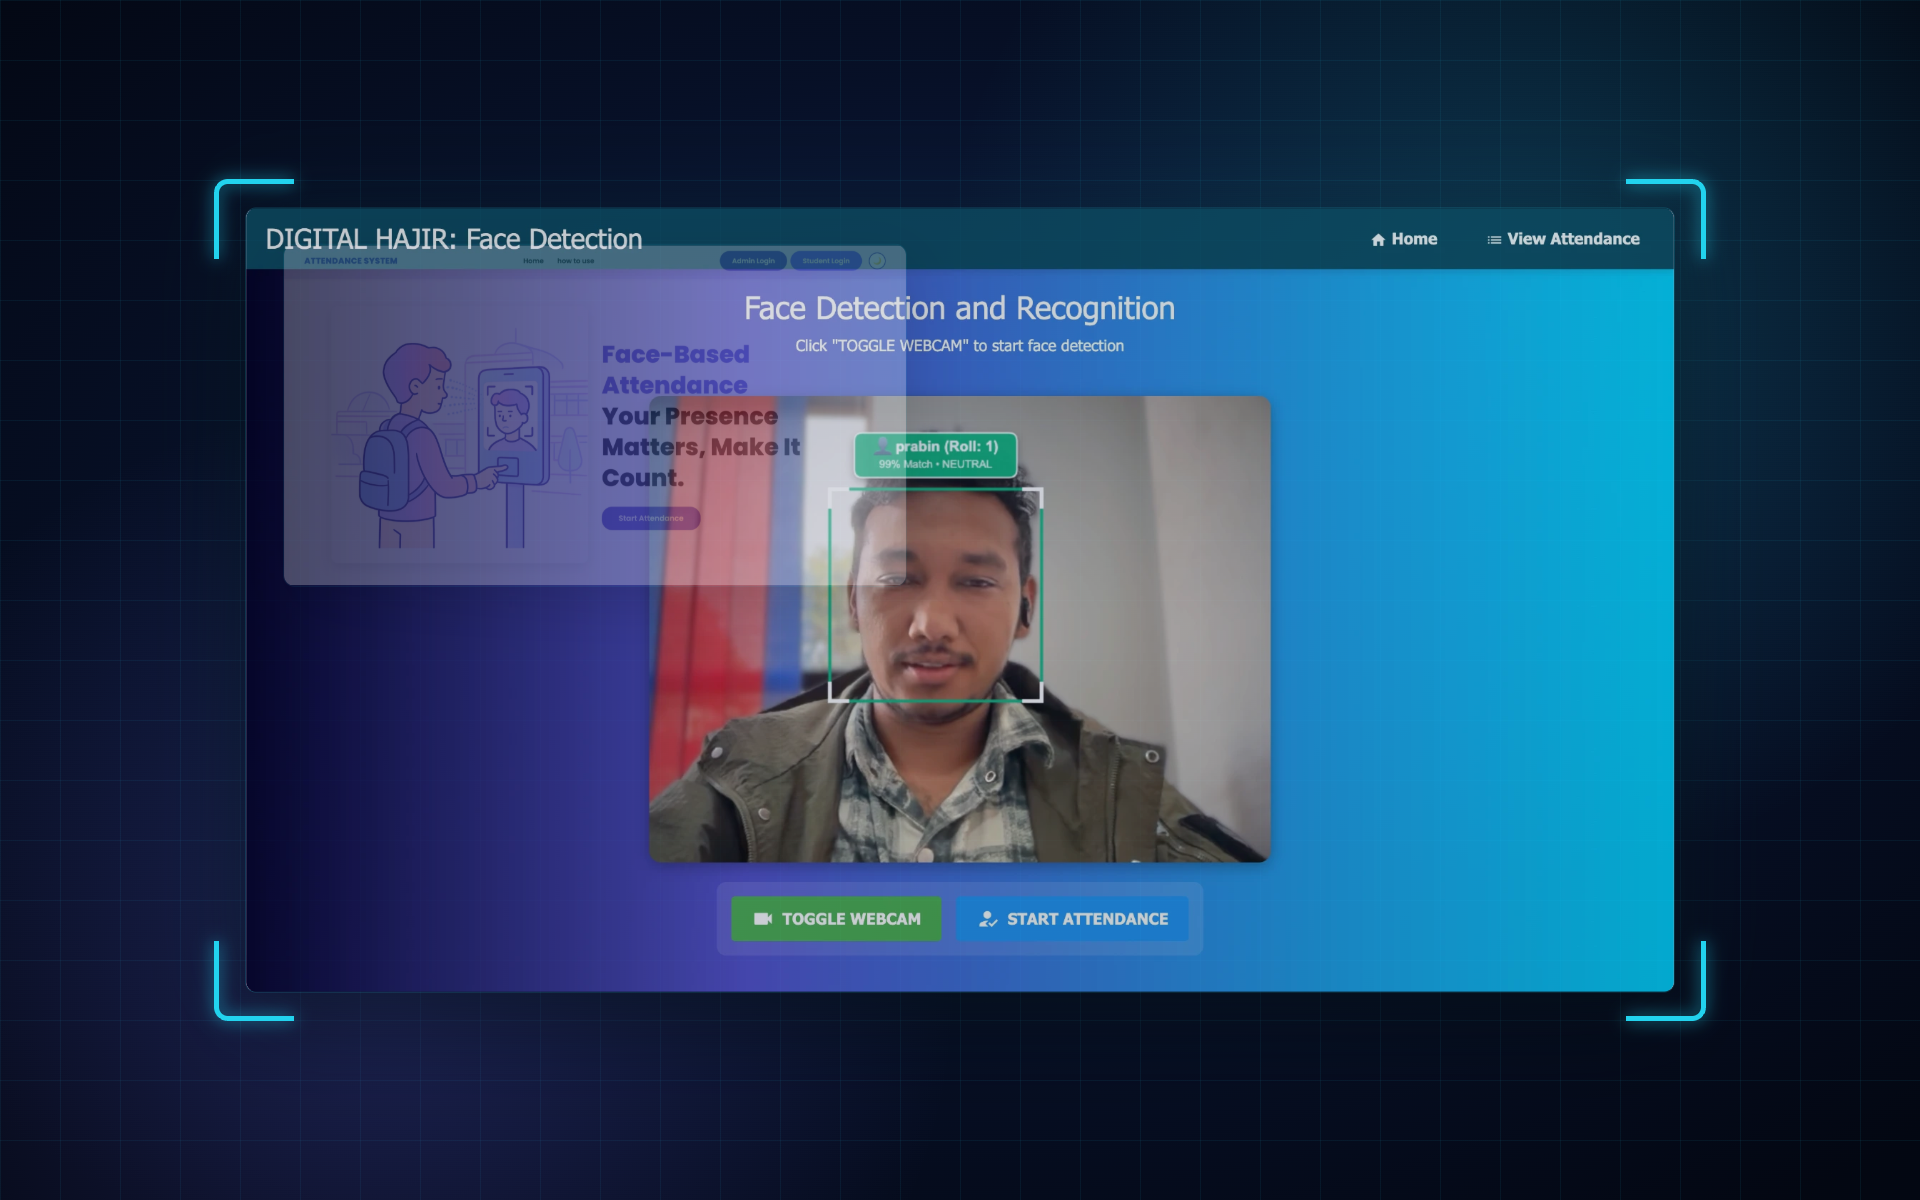 DIGITAL HAJIR: Face Detection
Home
View Attendance
ATTENDANCE SYSTEM
Home
how to use
Admin Login
Student Login
Face Detection and Recognition
Click "TOGGLE WEBCAM" to start face detection
Face-Based
Attendance
Your Presence
Matters, Make It
Count.
Start Attendance
prabin (Roll: 1)
99% Match • NEUTRAL
TOGGLE WEBCAM
START ATTENDANCE